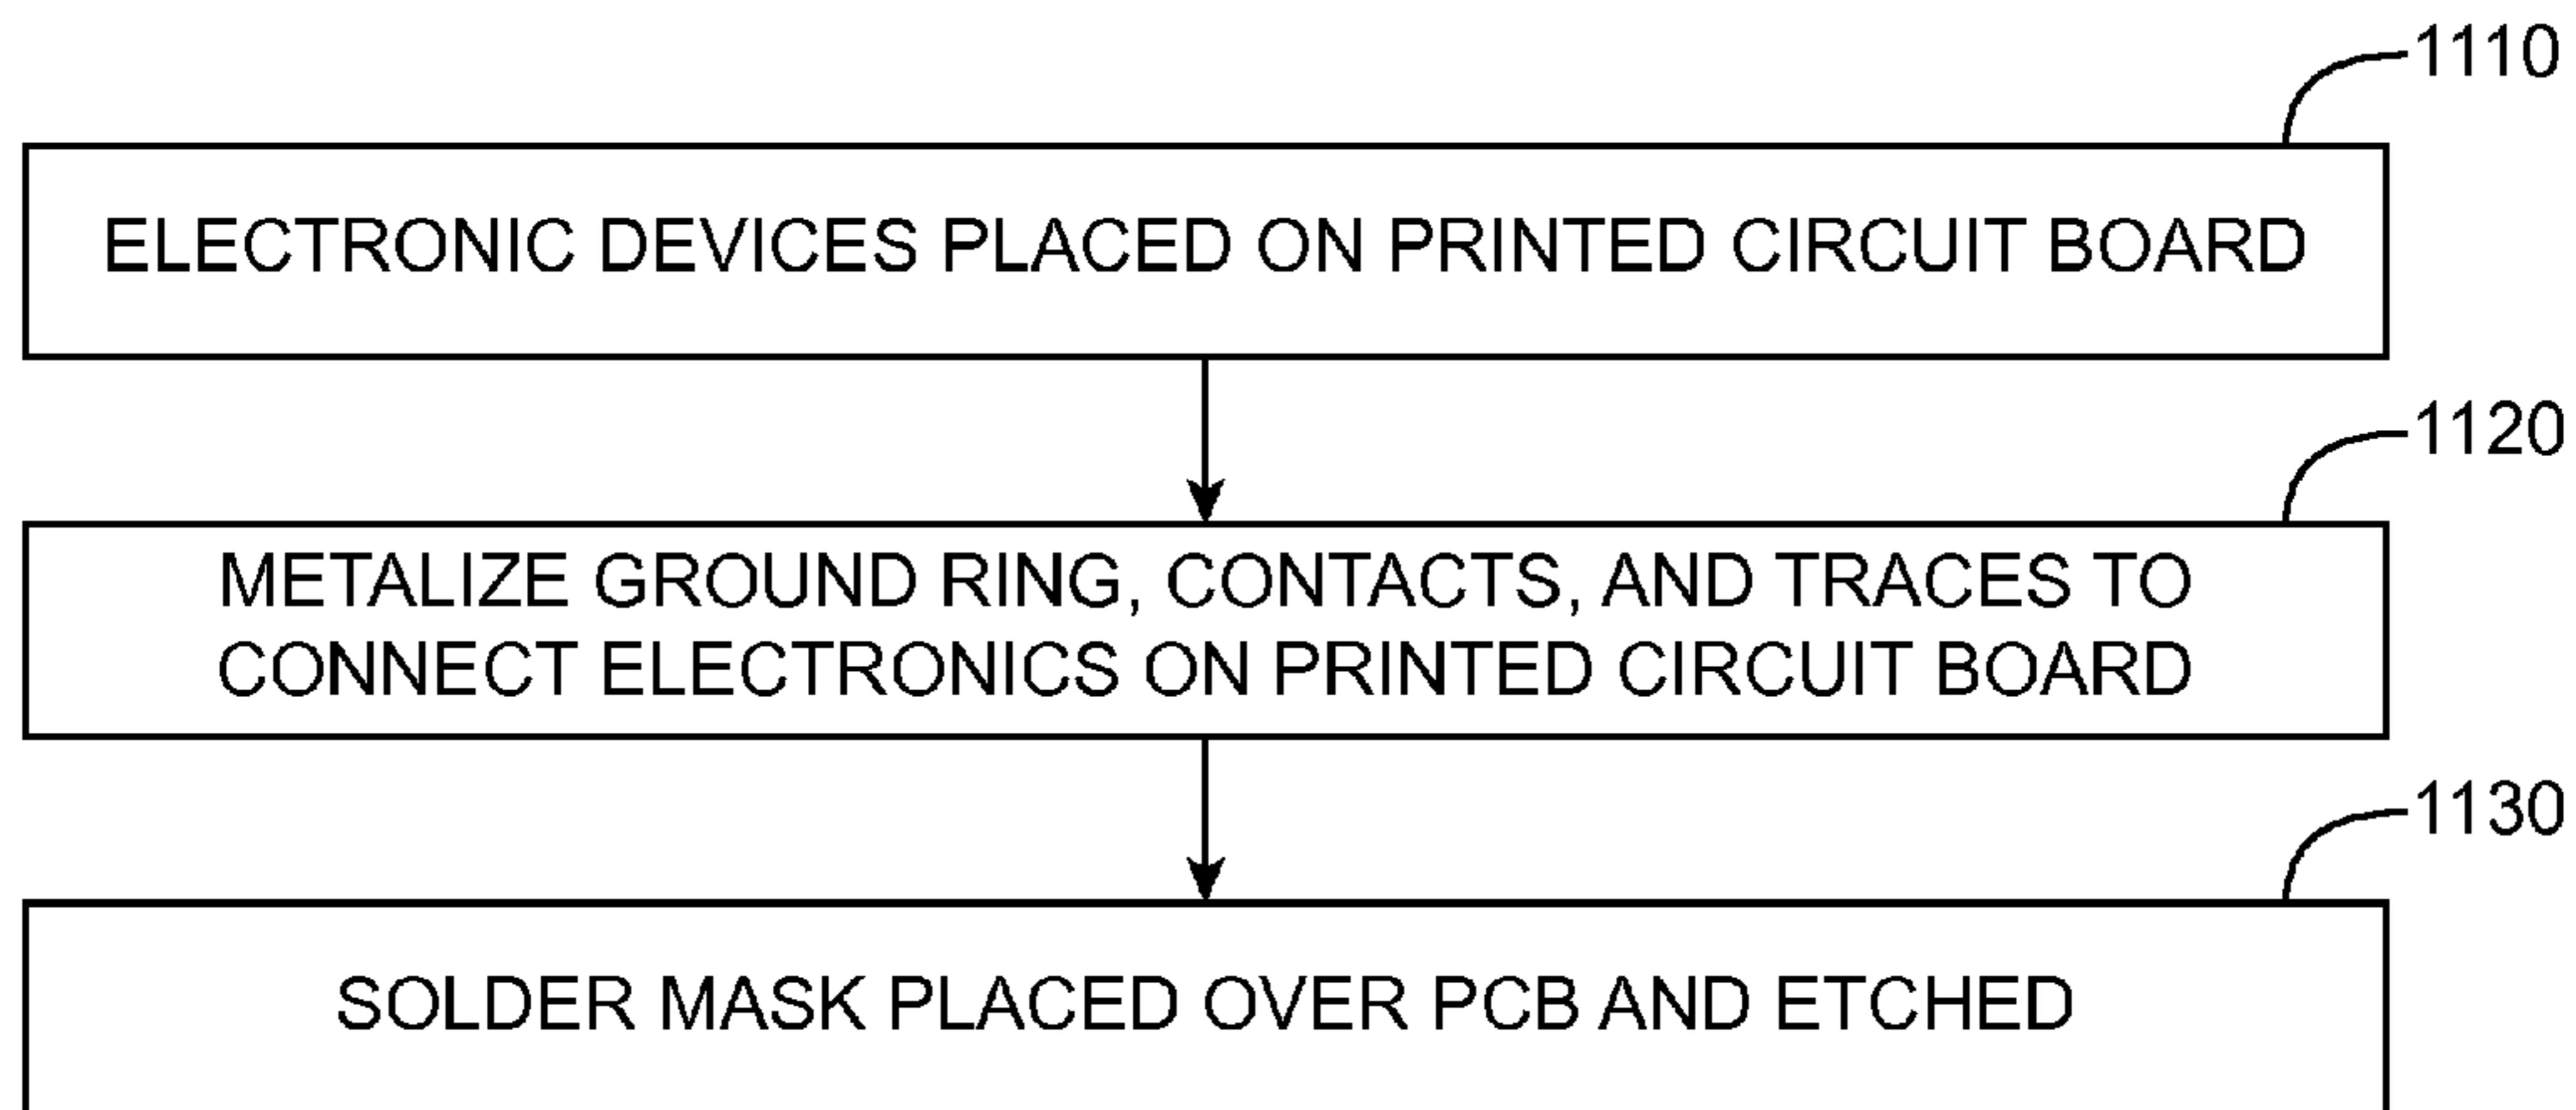 1110
ELECTRONIC DEVICES PLACED ON PRINTED CIRCUIT BOARD
1120
METALIZE GROUND RING, CONTACTS, AND TRACES TO
CONNECT ELECTRONICS ON PRINTED CIRCUIT BOARD
1130
SOLDER MASK PLACED OVER PCB AND ETCHED